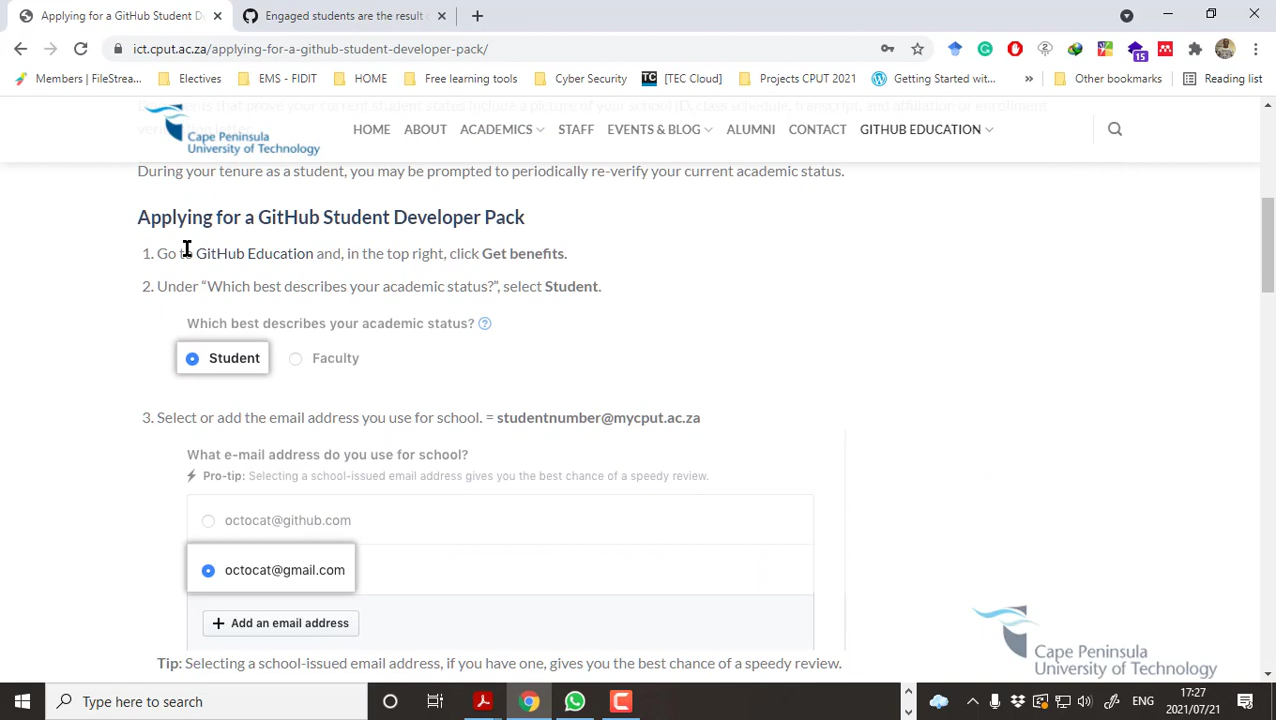 Applying for a GitHub Student D
Engaged students are the result
ict.cput.ac.za/applying-for-a-github-student-developer-pack/
15
Members | FileStrea...
Electives
EMS - FIDIT
HOME
Free learning tools
Cyber Security
TC
[TEC Cloud]
Projects CPUT 2021
Getting Started wit...
»
Other bookmarks
Reading list
Cape Peninsula
University of Technology
HOME
ABOUT
ACADEMICS
STAFF
EVENTS & BLOG
ALUMNI
CONTACT
GITHUB EDUCATION
During your tenure as a student, you may be prompted to periodically re-verify your current academic status.
Applying for a GitHub Student Developer Pack
1. Go to GitHub Education and, in the top right, click Get benefits.
2. Under “Which best describes your academic status?”, select Student.
Which best describes your academic status? ?
Student
Faculty
3. Select or add the email address you use for school. = studentnumber@mycput.ac.za
What e-mail address do you use for school?
Pro-tip: Selecting a school-issued email address gives you the best chance of a speedy review.
octocat@github.com
octocat@gmail.com
+ Add an email address
Tip: Selecting a school-issued email address, if you have one, gives you the best chance of a speedy review.
Cape Peninsula
University of Technology
Type here to search
ENG
17:27
2021/07/21